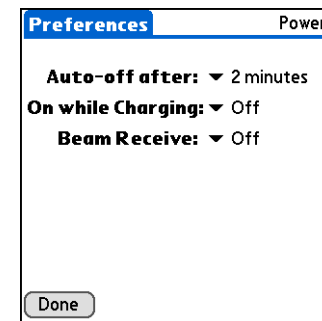 Preferences Power
Auto-off after: 2 minutes
On while Charging: Off
Beam Receive: Off
Done